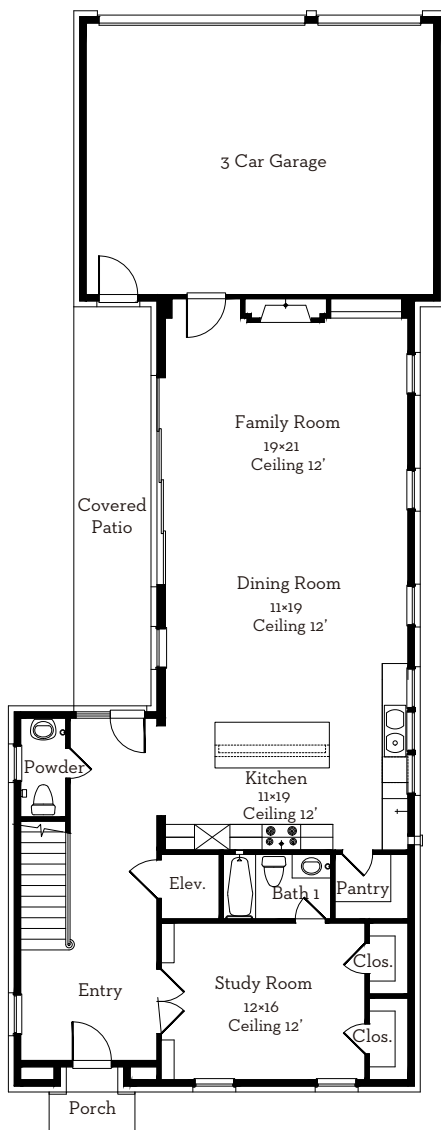 3 Car Garage
Family Room
19×21
Ceiling 12'
Covered
Patio
Dining Room
11×19
Ceiling 12'
Powder
Kitchen
11×19
Ceiling 12'
Elev.
Bath 1
Pantry
Clos.
Entry
Study Room
12×16
Ceiling 12'
Clos.
Porch